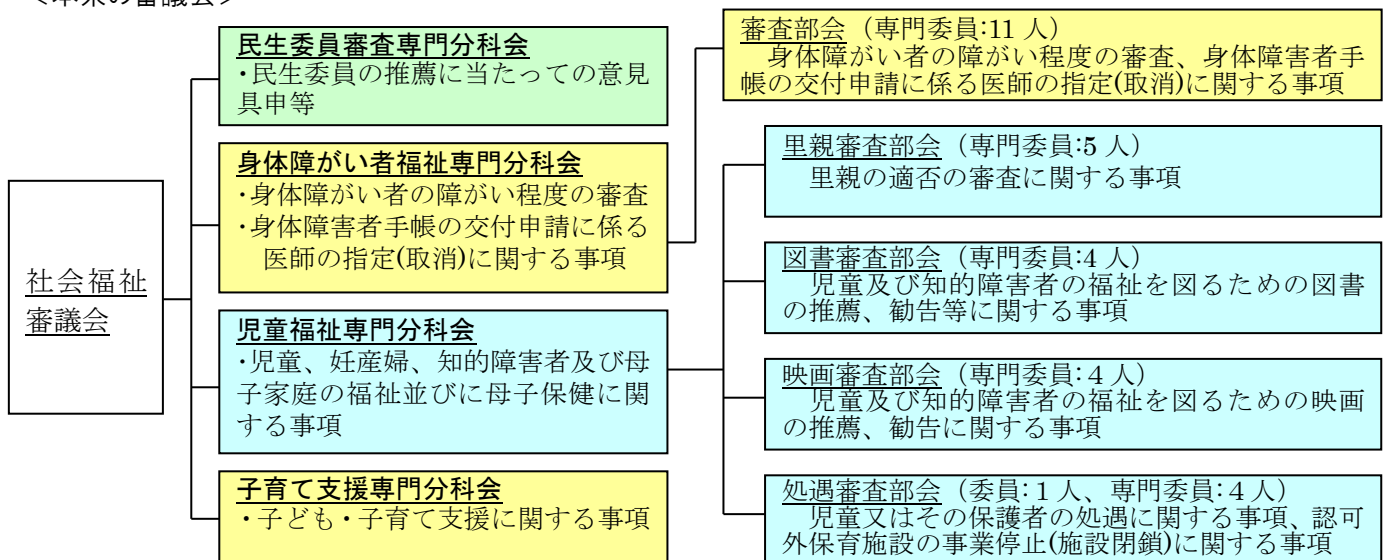 ＜本来の審議会＞
社会福祉
審議会
民生委員審査専門分科会
・民生委員の推薦に当たっての意見
具申等
身体障がい者福祉専門分科会
・身体障がい者の障がい程度の審査
・身体障害者手帳の交付申請に係る
医師の指定(取消)に関する事項
児童福祉専門分科会
・児童、妊産婦、知的障害者及び母
子家庭の福祉並びに母子保健に関
する事項
子育て支援専門分科会
・子ども・子育て支援に関する事項
審査部会（専門委員:11 人）
身体障がい者の障がい程度の審査、身体障害者手
帳の交付申請に係る医師の指定(取消)に関する事項
里親審査部会（専門委員:5 人）
里親の適否の審査に関する事項
図書審査部会（専門委員:4 人）
児童及び知的障害者の福祉を図るための図書
の推薦、勧告等に関する事項
映画審査部会（専門委員:4 人）
児童及び知的障害者の福祉を図るための映画
の推薦、勧告に関する事項
処遇審査部会（委員:1 人、専門委員:4 人）
児童又はその保護者の処遇に関する事項、認可
外保育施設の事業停止(施設閉鎖)に関する事項